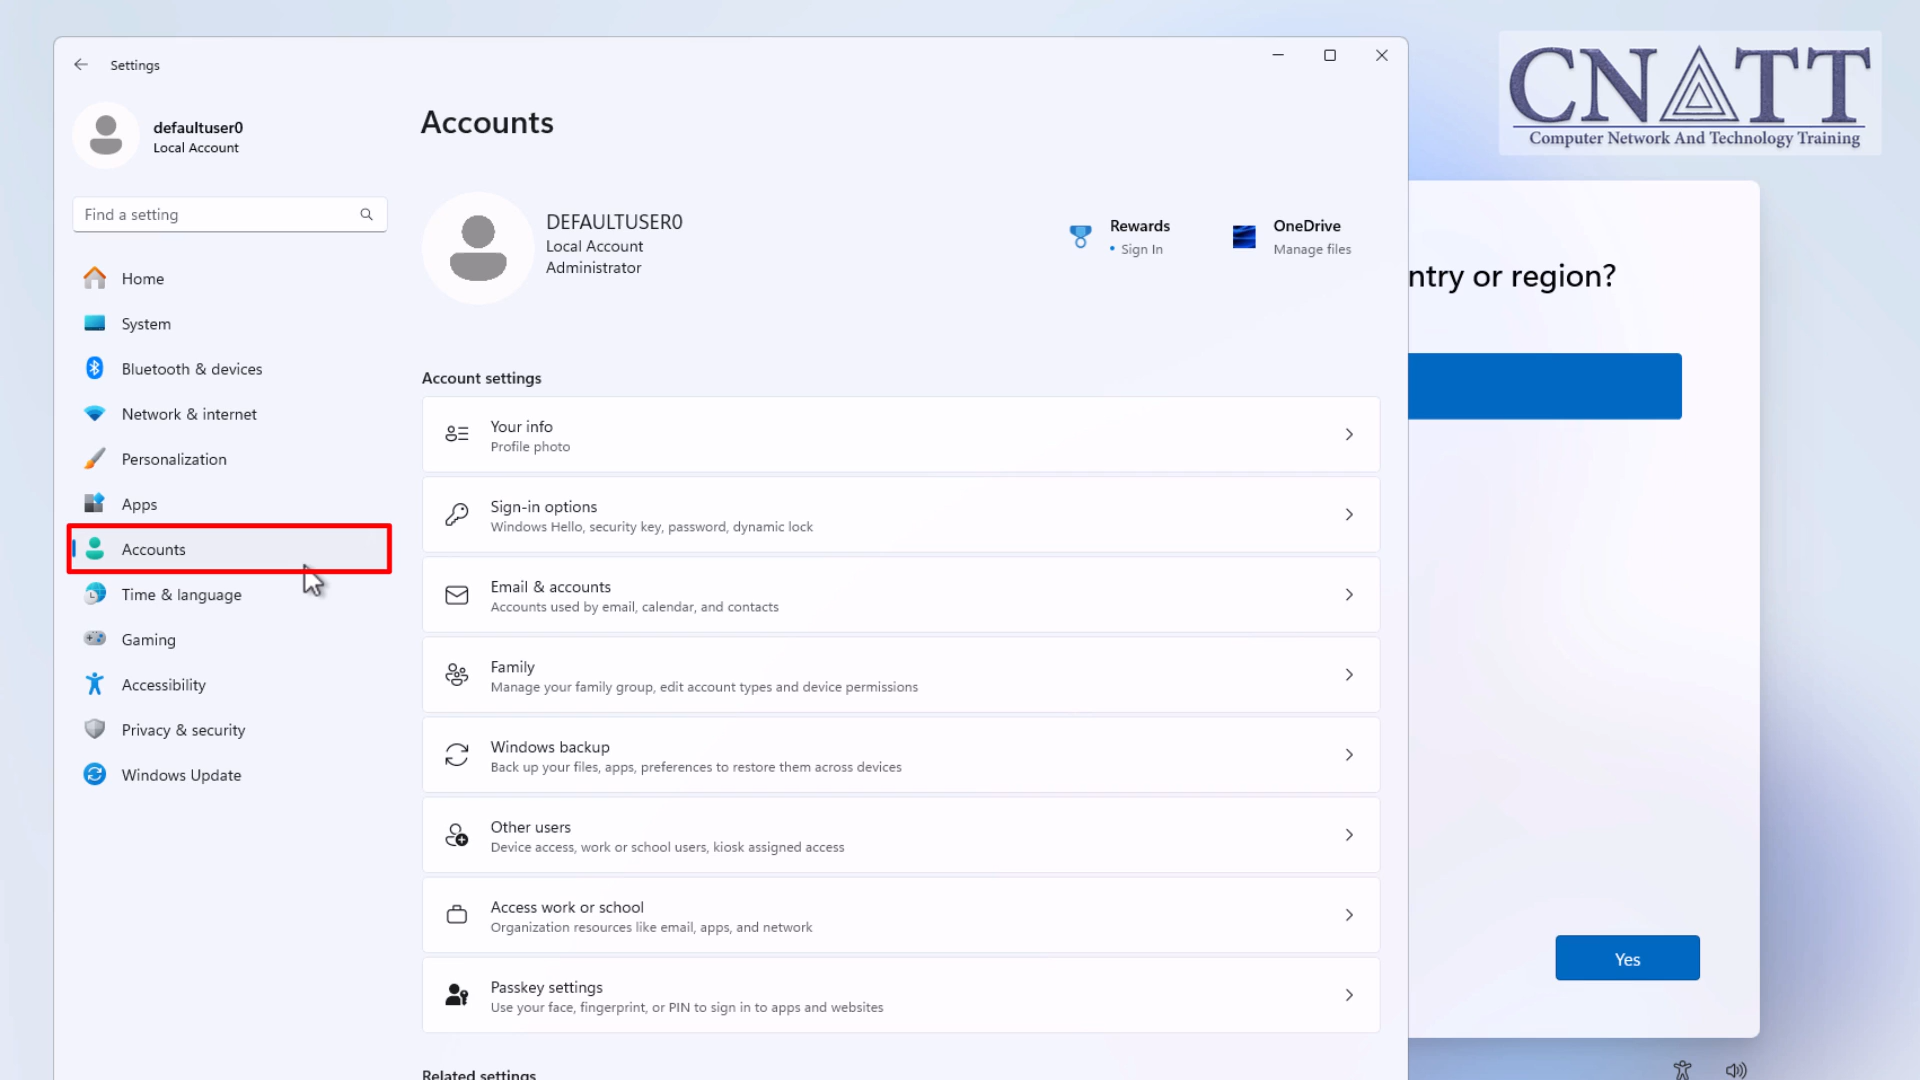 Settings
defaultuser0
Local Account
Find a setting
Home
System
Bluetooth & devices
Network & internet
Personalization
Apps
Accounts
Time & language
Gaming
Accessibility
Privacy & security
Windows Update
Accounts
DEFAULTUSER0
Local Account
Administrator
Rewards
• Sign In
OneDrive
Manage files
Account settings
Your info
Profile photo
Sign-in options
Windows Hello, security key, password, dynamic lock
Email & accounts
Accounts used by email, calendar, and contacts
Family
Manage your family group, edit account types and device permissions
Windows backup
Back up your files, apps, preferences to restore them across devices
Other users
Device access, work or school users, kiosk assigned access
Access work or school
Organization resources like email, apps, and network
Passkey settings
Use your face, fingerprint, or PIN to sign in to apps and websites
Related settings
CNATT
Computer Network And Technology Training
ntry or region?
Yes